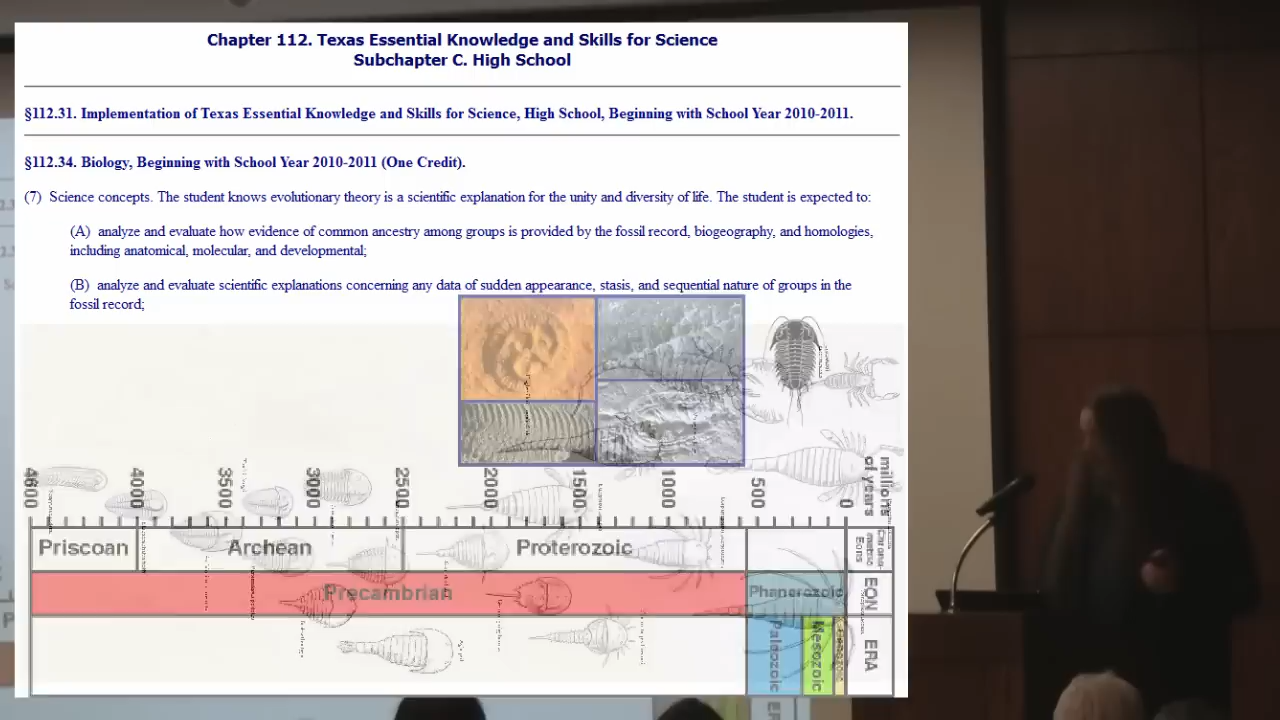 Chapter 112. Texas Essential Knowledge and Skills for Science
Subchapter C. High School
§112.31. Implementation of Texas Essential Knowledge and Skills for Science, High School, Beginning with School Year 2010-2011.
§112.34. Biology, Beginning with School Year 2010-2011 (One Credit).
(7) Science concepts. The student knows evolutionary theory is a scientific explanation for the unity and diversity of life. The student is expected to:
(A) analyze and evaluate how evidence of common ancestry among groups is provided by the fossil record, biogeography, and homologies,
including anatomical, molecular, and developmental;
(B) analyze and evaluate scientific explanations concerning any data of sudden appearance, stasis, and sequential nature of groups in the
fossil record;
4600 4000 3500 3000 2500 2000 1500 1000 500 0 millions of years
Priscoan Archean Proterozoic Chronometric Eons
Precambrian Phanerozoic EON
Paleozoic Mesozoic ERA